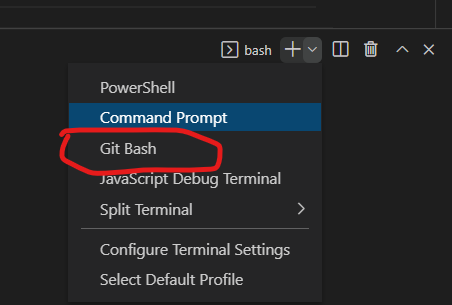 bash
PowerShell
Command Prompt
Git Bash
JavaScript Debug Terminal
Split Terminal
Configure Terminal Settings
Select Default Profile